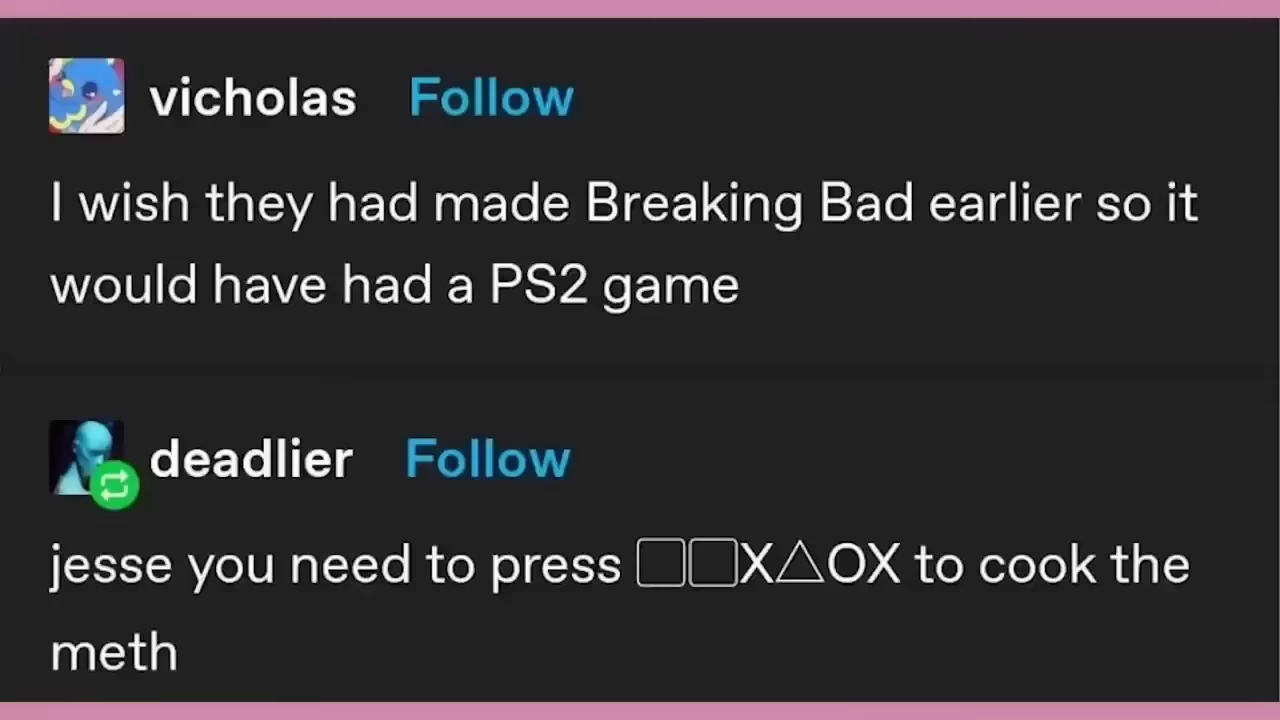 vicholas Follow
I wish they had made Breaking Bad earlier so it
would have had a PS2 game
deadlier Follow
jesse you need to press □□X△OX to cook the
meth